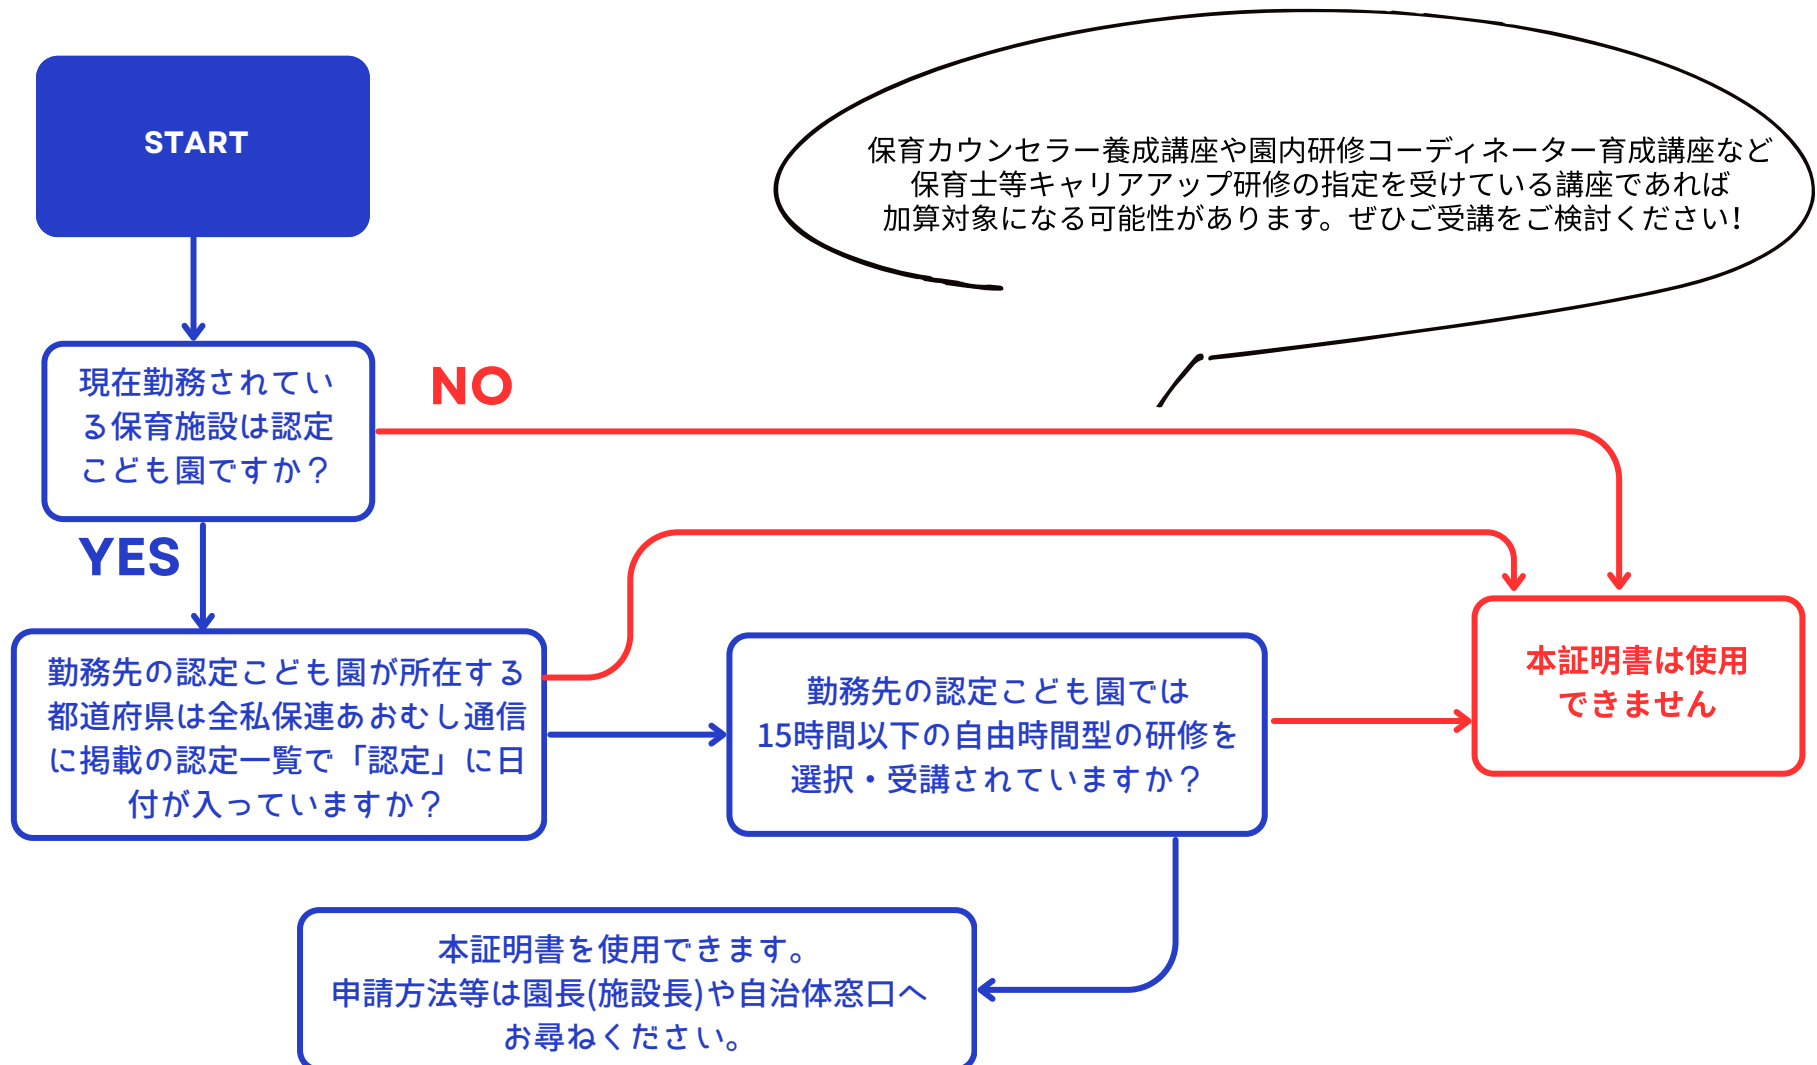 START
保育カウンセラー養成講座や園内研修コーディネーター育成講座など
保育士等キャリアアップ研修の指定を受けている講座であれば
加算対象になる可能性があります。ぜひご受講をご検討ください！
現在勤務されてい
る保育施設は認定
こども園ですか？
NO
YES
勤務先の認定こども園が所在する
都道府県は全私保連あおむし通信
に掲載の認定一覧で「認定」に日
付が入っていますか？
勤務先の認定こども園では
15時間以下の自由時間型の研修を
選択・受講されていますか？
本証明書は使用
できません
本証明書を使用できます。
申請方法等は園長(施設長)や自治体窓口へ
お尋ねください。